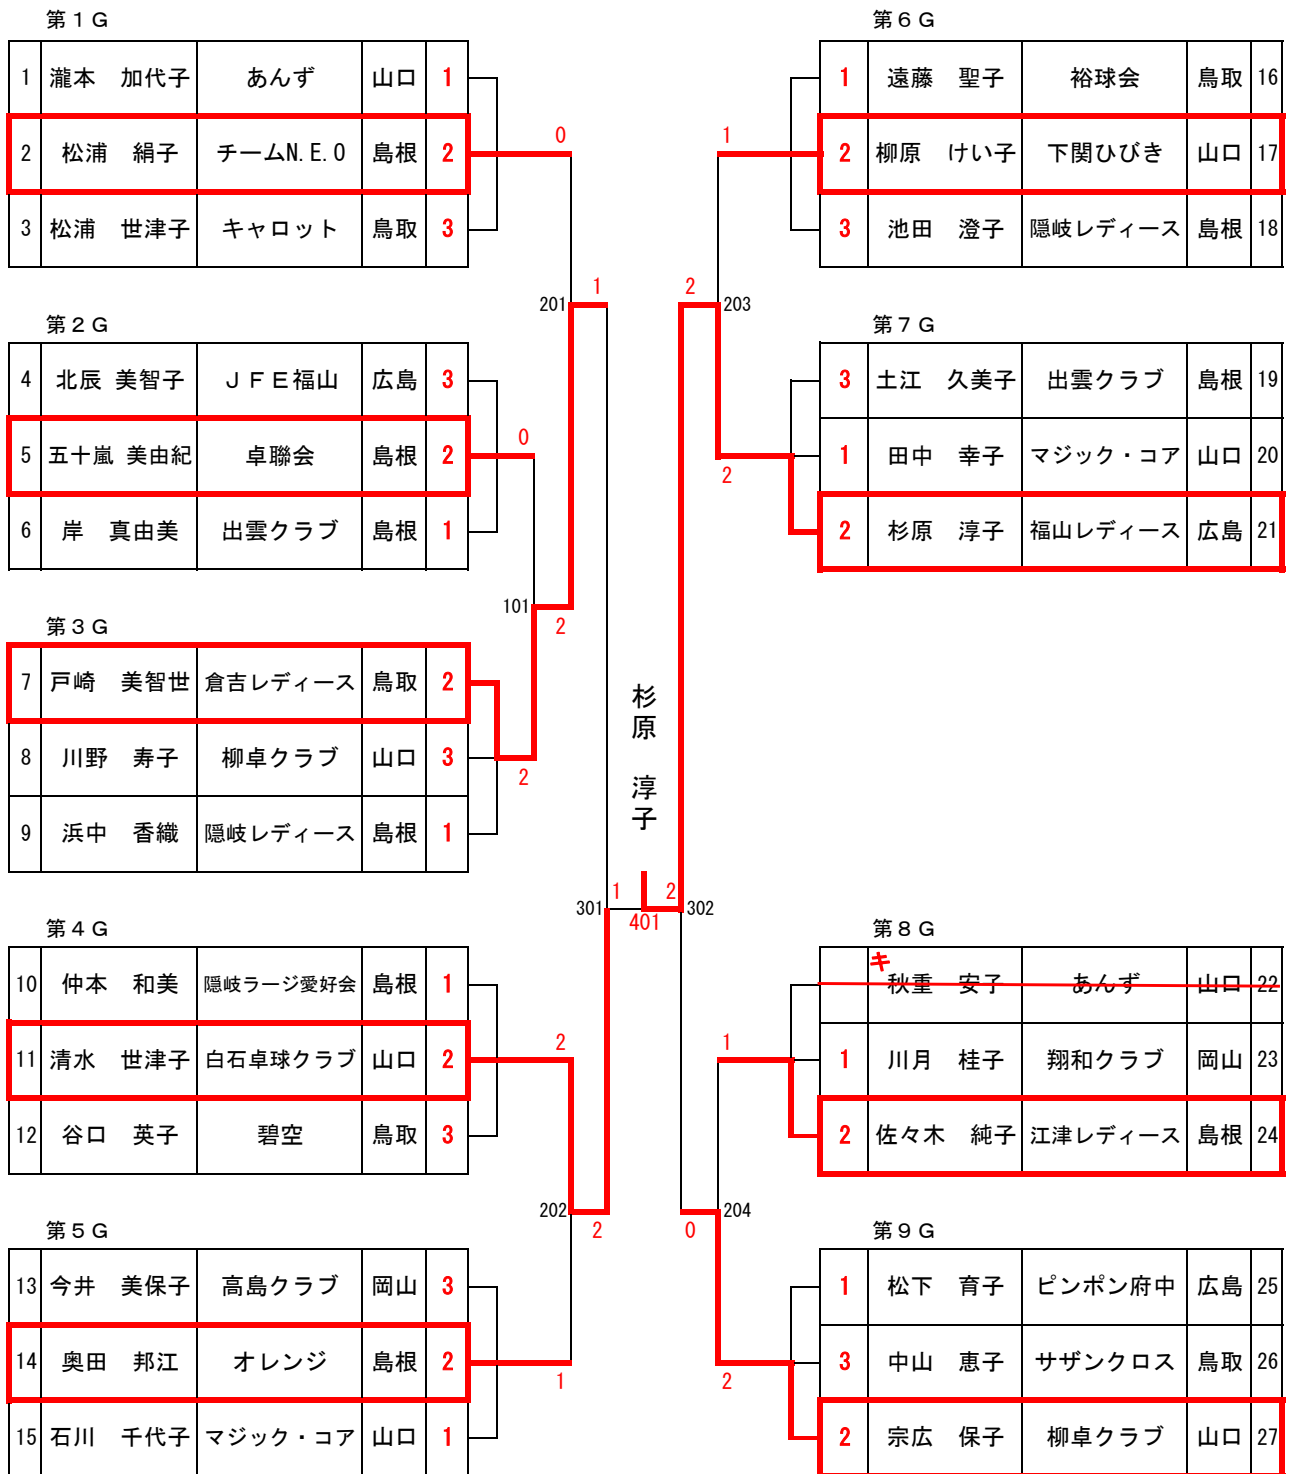 第１Ｇ
1 瀧本 加代子 あんず 山口 1
2 松浦 絹子 チームN.E.O 島根 2
3 松浦 世津子 キャロット 鳥取 3
0
201
1
第２Ｇ
4 北辰 美智子 ＪＦＥ福山 広島 3
5 五十嵐 美由紀 卓聯会 島根 2
6 岸 真由美 出雲クラブ 島根 1
0
101
2
第３Ｇ
7 戸崎 美智世 倉吉レディース 鳥取 2
8 川野 寿子 柳卓クラブ 山口 3
9 浜中 香織 隠岐レディース 島根 1
2
301
1
第４Ｇ
10 仲本 和美 隠岐ラージ愛好会 島根 1
11 清水 世津子 白石卓球クラブ 山口 2
12 谷口 英子 碧空 鳥取 3
2
202
2
第５Ｇ
13 今井 美保子 高島クラブ 岡山 3
14 奥田 邦江 オレンジ 島根 2
15 石川 千代子 マジック・コア 山口 1
1
杉原 淳子
401
第６Ｇ
1 遠藤 聖子 裕球会 鳥取 16
2 柳原 けい子 下関ひびき 山口 17
3 池田 澄子 隠岐レディース 島根 18
1
2
203
第７Ｇ
3 土江 久美子 出雲クラブ 島根 19
1 田中 幸子 マジック・コア 山口 20
2 杉原 淳子 福山レディース 広島 21
2
2
302
第８Ｇ
キ
秋重 安子 あんず 山口 22
1 川月 桂子 翔和クラブ 岡山 23
2 佐々木 純子 江津レディース 島根 24
1
204
0
第９Ｇ
1 松下 育子 ピンポン府中 広島 25
3 中山 恵子 サザンクロス 鳥取 26
2 宗広 保子 柳卓クラブ 山口 27
2